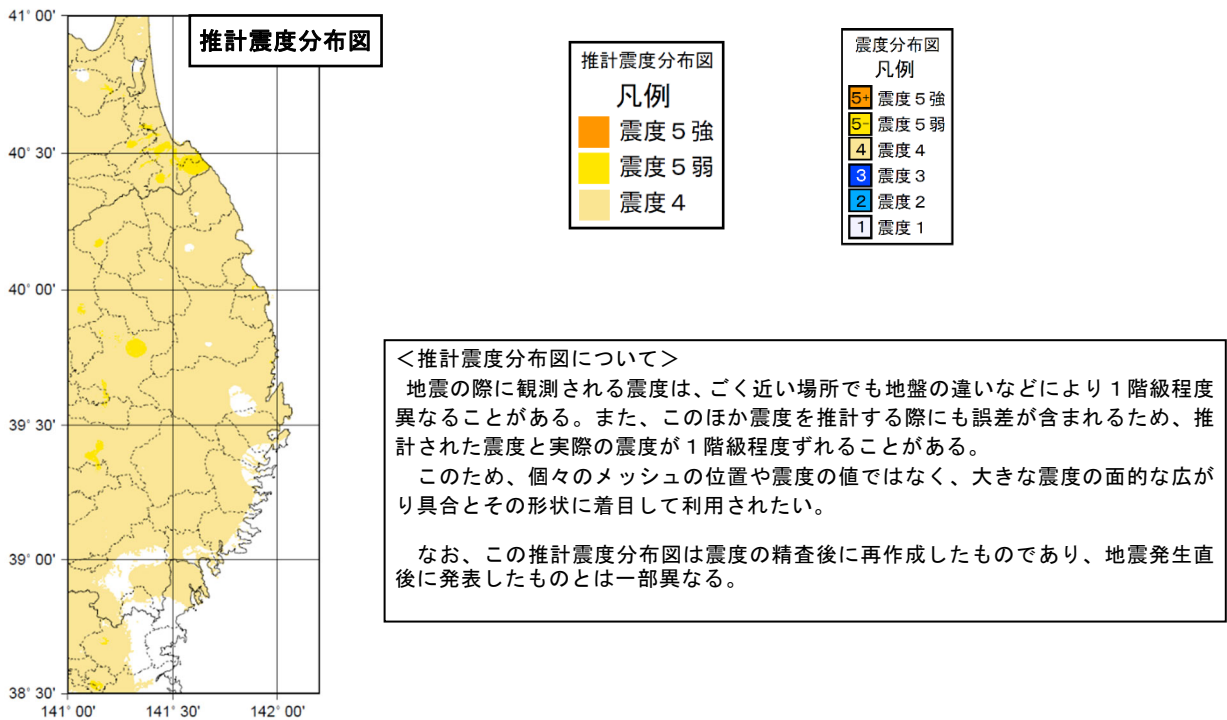 推計震度分布図
41° 00'
40° 30'
40° 00'
39° 30'
39° 00'
38° 30'
141° 00'
141° 30'
142° 00'
推計震度分布図
凡例
震度５強
震度５弱
震度４
震度分布図
凡例
5+ 震度５強
5- 震度５弱
4 震度４
3 震度３
2 震度２
1 震度１
＜推計震度分布図について＞
地震の際に観測される震度は、ごく近い場所でも地盤の違いなどにより１階級程度
異なることがある。また、このほか震度を推計する際にも誤差が含まれるため、推
計された震度と実際の震度が１階級程度ずれることがある。
このため、個々のメッシュの位置や震度の値ではなく、大きな震度の面的な広が
り具合とその形状に着目して利用されたい。
なお、この推計震度分布図は震度の精査後に再作成したものであり、地震発生直
後に発表したものとは一部異なる。